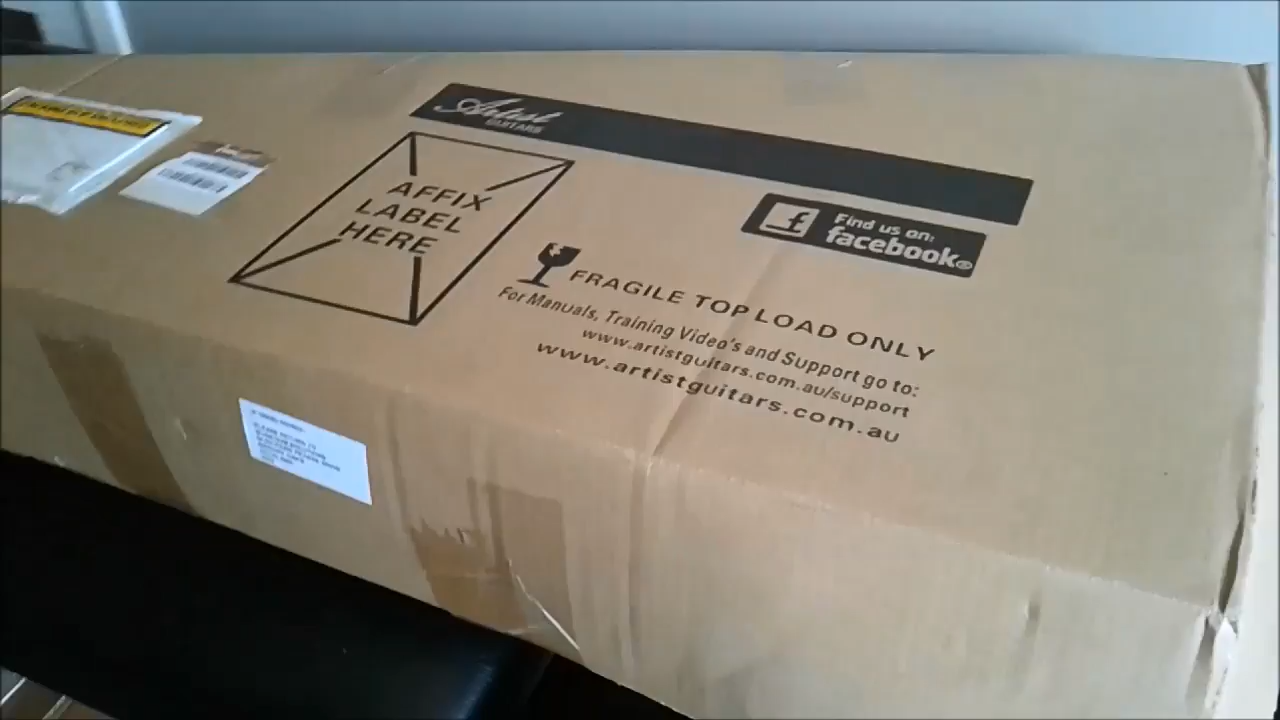 Artist
GUITARS
AFFIX
LABEL
HERE
f
Find us on:
facebook®
FRAGILE TOP LOAD ONLY
For Manuals, Training Video's and Support go to:
www.artistguitars.com.au/support
www.artistguitars.com.au